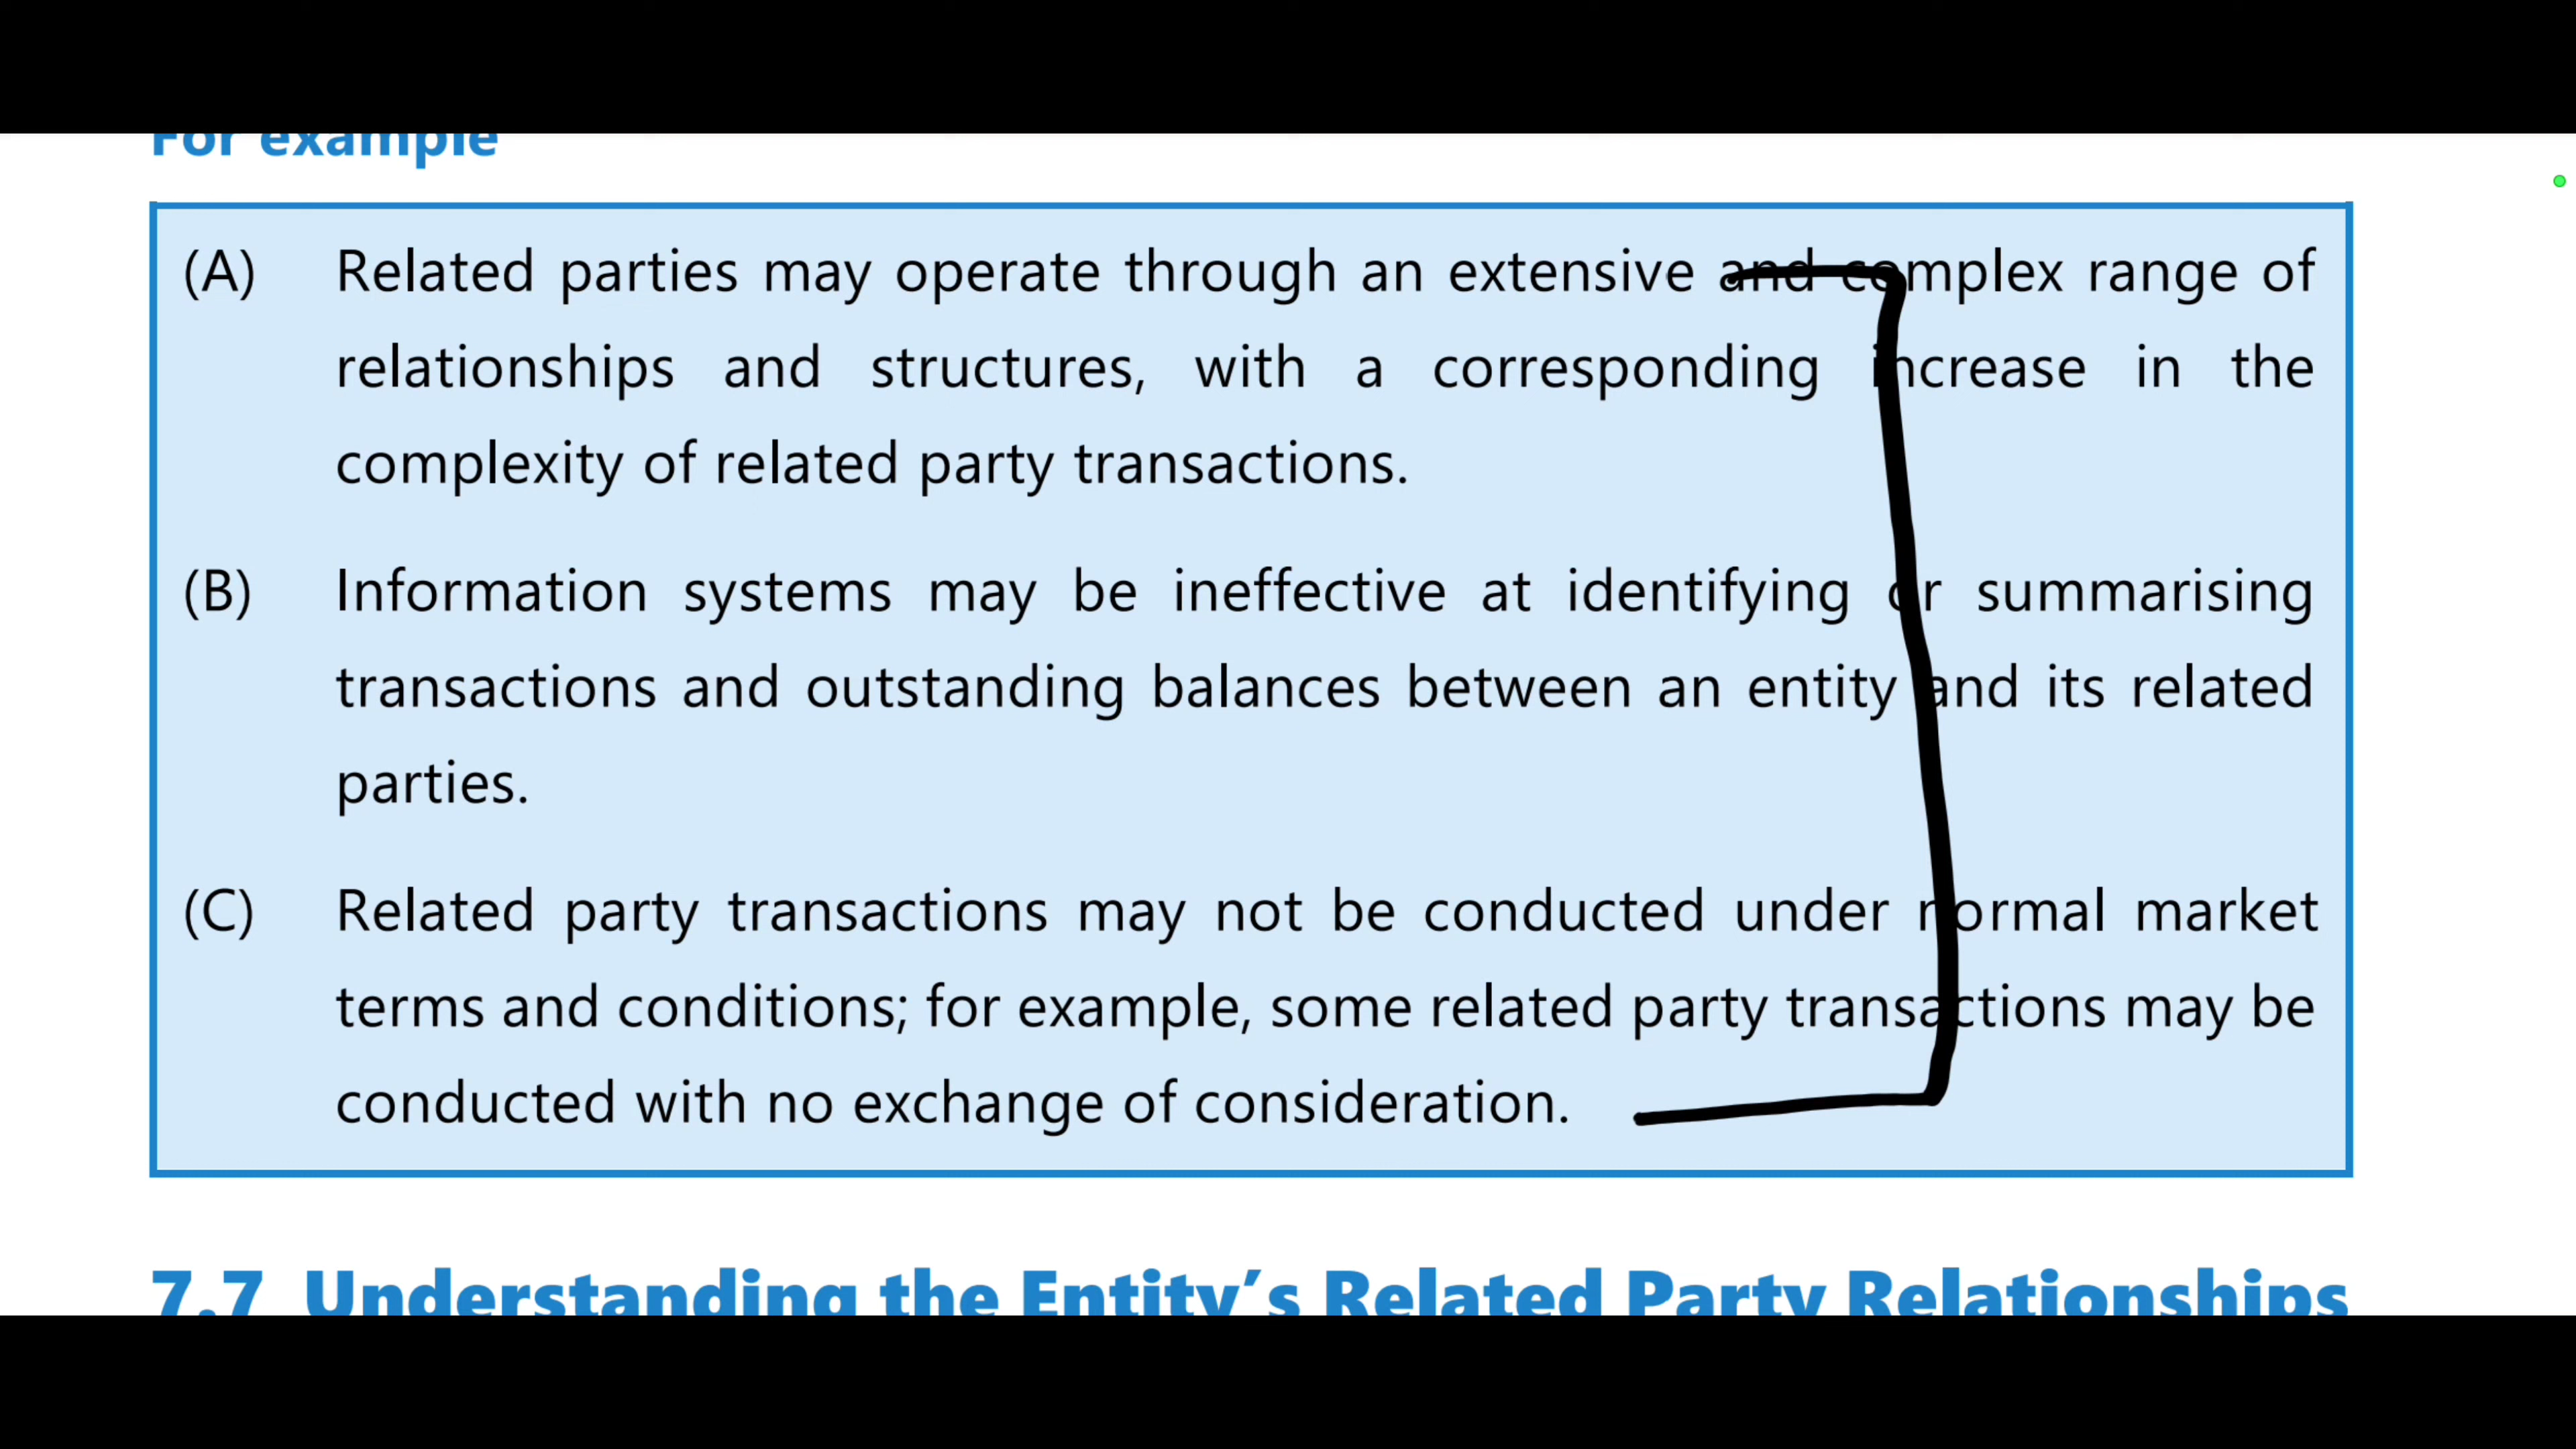 For example
(A) Related parties may operate through an extensive and complex range of
relationships and structures, with a corresponding increase in the
complexity of related party transactions.
(B) Information systems may be ineffective at identifying or summarising
transactions and outstanding balances between an entity and its related
parties.
(C) Related party transactions may not be conducted under normal market
terms and conditions; for example, some related party transactions may be
conducted with no exchange of consideration.
7.7 Understanding the Entity’s Related Party Relationships